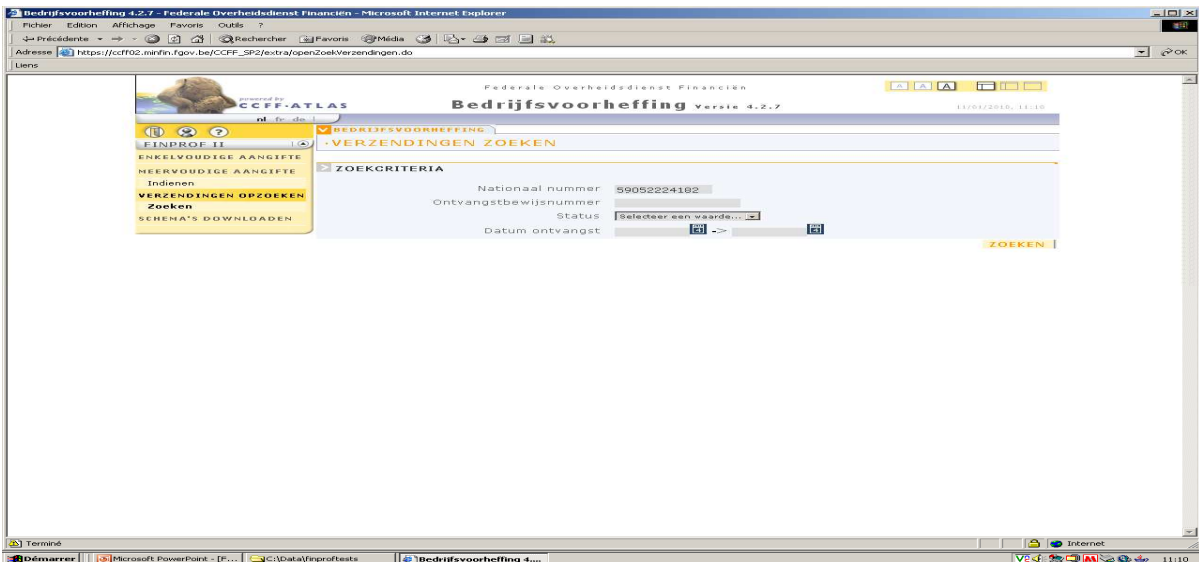 Bedrijfsvoorheffing 4.2.7 - Federale Overheidsdienst Financiën - Microsoft Internet Explorer
Fichier Edition Affichage Favoris Outils ?
Précédente Rechercher Favoris Média
Adresse https://ccff02.minfin.fgov.be/CCFF_SP2/extra/openZoekVerzendingen.do OK
Liens
Federale Overheidsdienst Financiën A A A
powered by
CCFF-ATLAS Bedrijfsvoorheffing Versie 4.2.7
nl fr de
BEDRIJFSVOORHEFFING
FINPROF II ·VERZENDINGEN ZOEKEN
ENKELVOUDIGE AANGIFTE
MEERVOUDIGE AANGIFTE ZOEKCRITERIA
Indienen Nationaal nummer 59052224182
VERZENDINGEN OPZOEKEN Ontvangstbewijsnummer
Zoeken Status Selecteer een waarde...
SCHEMA'S DOWNLOADEN
Datum ontvangst ->
ZOEKEN
Terminé Internet
Démarrer Microsoft PowerPoint - [F... C:\Data\finproftests Bedrijfsvoorheffing 4.... 11:10